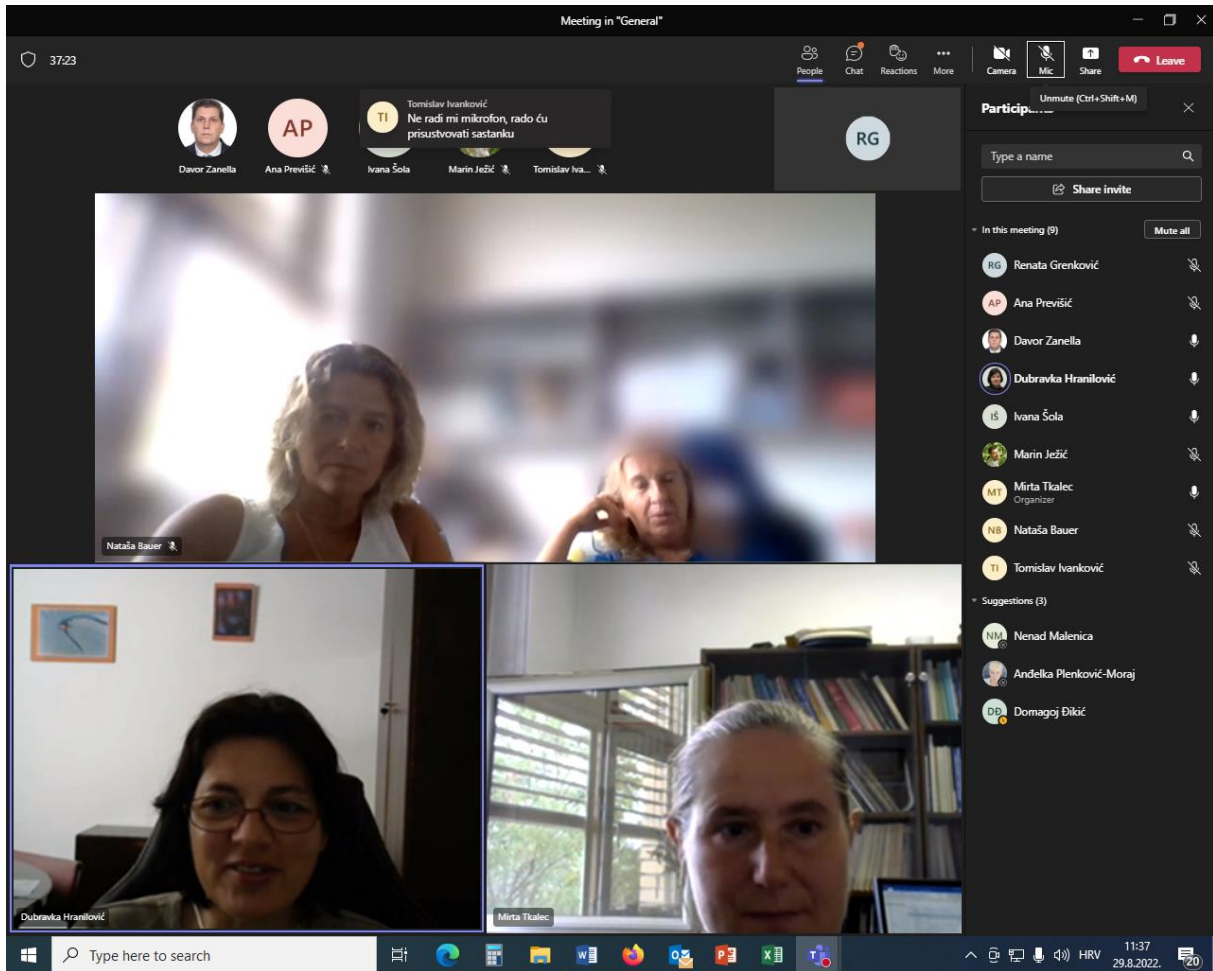 Meeting in "General"
37:23
People
Chat
Reactions
More
Camera
Mic
Share
Leave
Unmute (Ctrl+Shift+M)
Davor Zanella
AP
Ana Previšić
Ivana Šola
Marin Ježić
Tomislav Iva...
TI
Tomislav Ivanković
Ne radi mi mikrofon, rado ću
prisustvovati sastanku
RG
Nataša Bauer
Dubravka Hranilović
Mirta Tkalec
Type a name
Share invite
In this meeting (9)
Mute all
RG Renata Grenković
AP Ana Previšić
Davor Zanella
Dubravka Hranilović
IŠ Ivana Šola
Marin Ježić
MT Mirta Tkalec
Organizer
NB Nataša Bauer
TI Tomislav Ivanković
Suggestions (3)
NM Nenad Malenica
Anđelka Plenković-Moraj
DĐ Domagoj Đikić
Type here to search
HRV
11:37
29.8.2022.
20